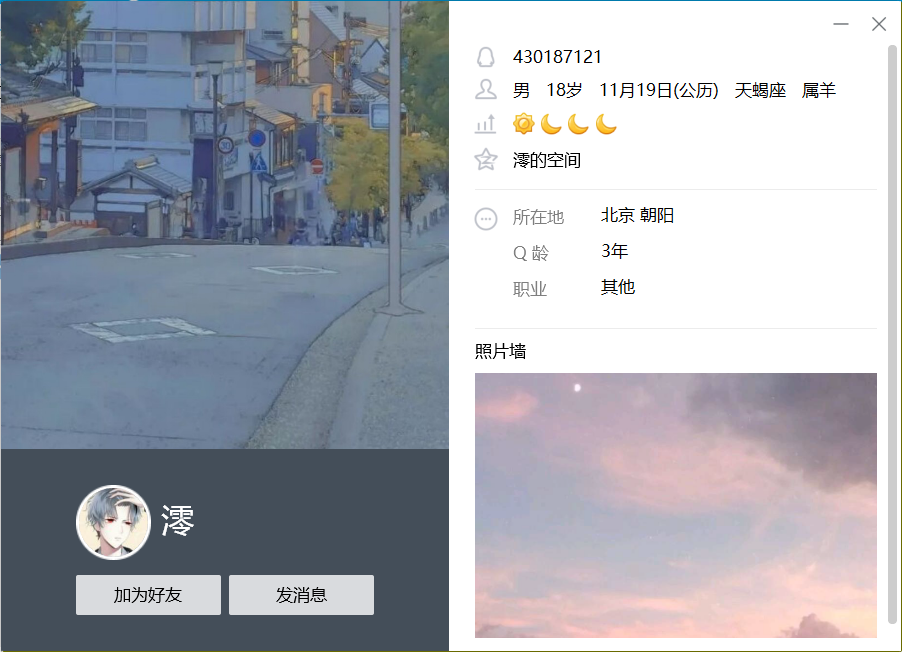 430187121
男 18岁 11月19日(公历) 天蝎座 属羊
澪的空间
所在地 北京 朝阳
Q 龄 3年
职业 其他
照片墙
澪
加为好友 发消息